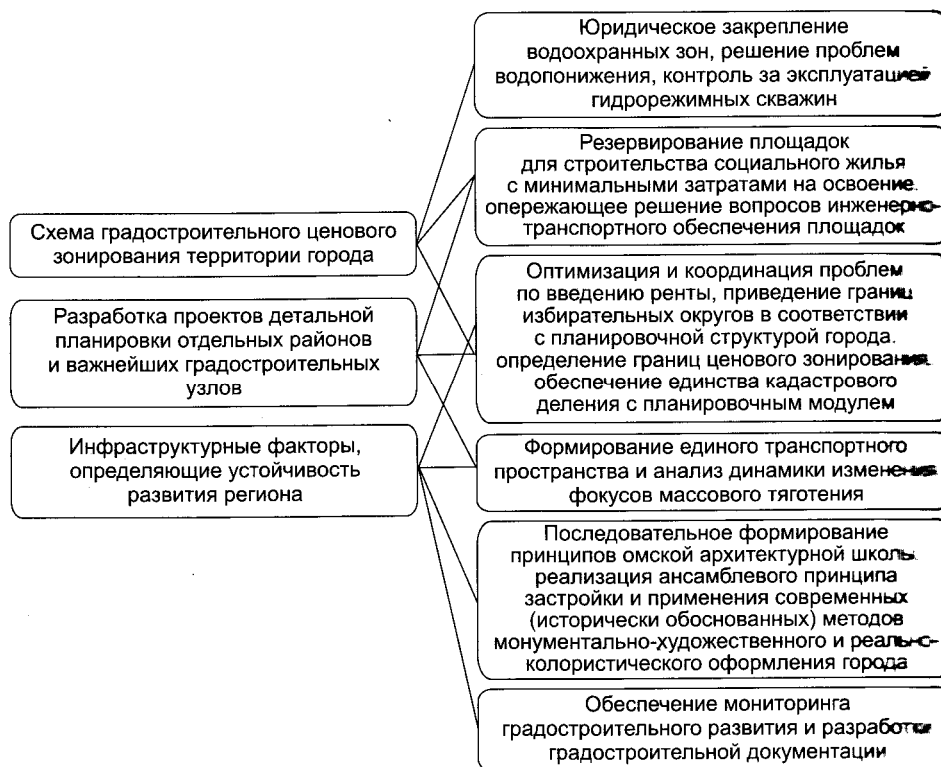 Схема градостроительного ценового
зонирования территории города
Разработка проектов детальной
планировки отдельных районов
и важнейших градостроительных
узлов
Инфраструктурные факторы,
определяющие устойчивость
развития региона
Юридическое закрепление
водоохранных зон, решение проблем
водопонижения, контроль за эксплуатацией
гидрорежимных скважин
Резервирование площадок
для строительства социального жилья
с минимальными затратами на освоение.
опережающее решение вопросов инженерно-
транспортного обеспечения площадок
Оптимизация и координация проблем
по введению ренты, приведение границ
избирательных округов в соответствии
с планировочной структурой города.
определение границ ценового зонирования.
обеспечение единства кадастрового
деления с планировочным модулем
Формирование единого транспортного
пространства и анализ динамики изменения
фокусов массового тяготения
Последовательное формирование
принципов омской архитектурной школы.
реализация ансамблевого принципа
застройки и применения современных
(исторически обоснованных) методов
монументально-художественного и
колористического оформления города
Обеспечение мониторинга
градостроительного развития и разработки
градостроительной документации